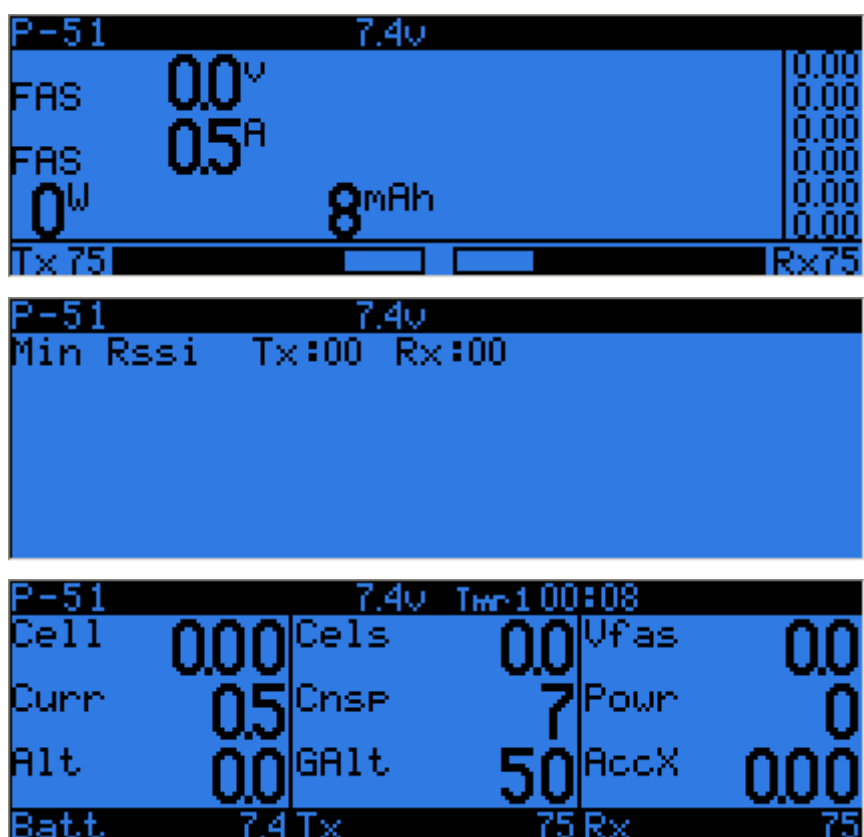 P-51 7.4v
FAS 0.0v 0.00
0.00
FAS 0.5A 0.00
0.00
0W 8mAh 0.00
0.00
Tx 75 Rx75
P-51 7.4v
Min Rssi Tx:00 Rx:00
P-51 7.4v Tmr1 00:08
Cell 0.00 Cels 0.0 Vfas 0.0
Curr 0.5 Cnsp 7 Powr 0
Alt 0.0 GAlt 50 AccX 0.00
Batt 7.4 Tx 75 Rx 75